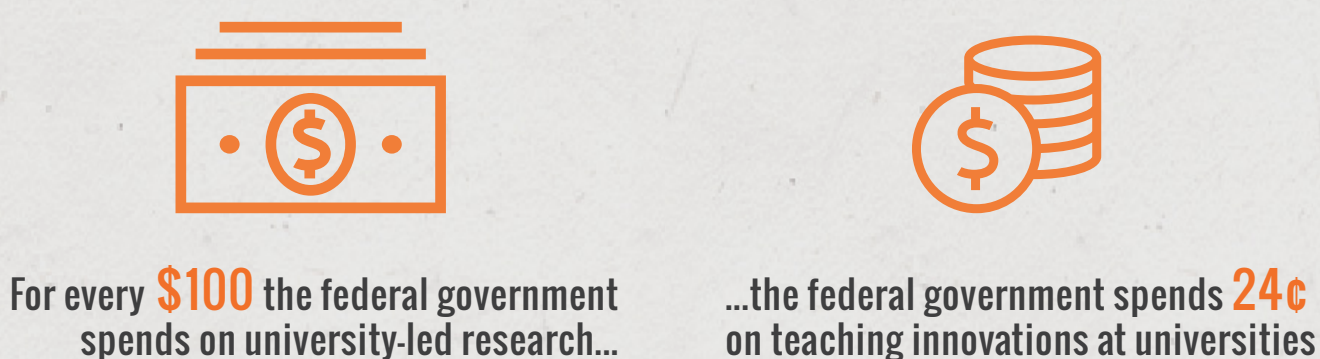 For every $100 the federal government
spends on university-led research...
...the federal government spends 24¢
on teaching innovations at universities